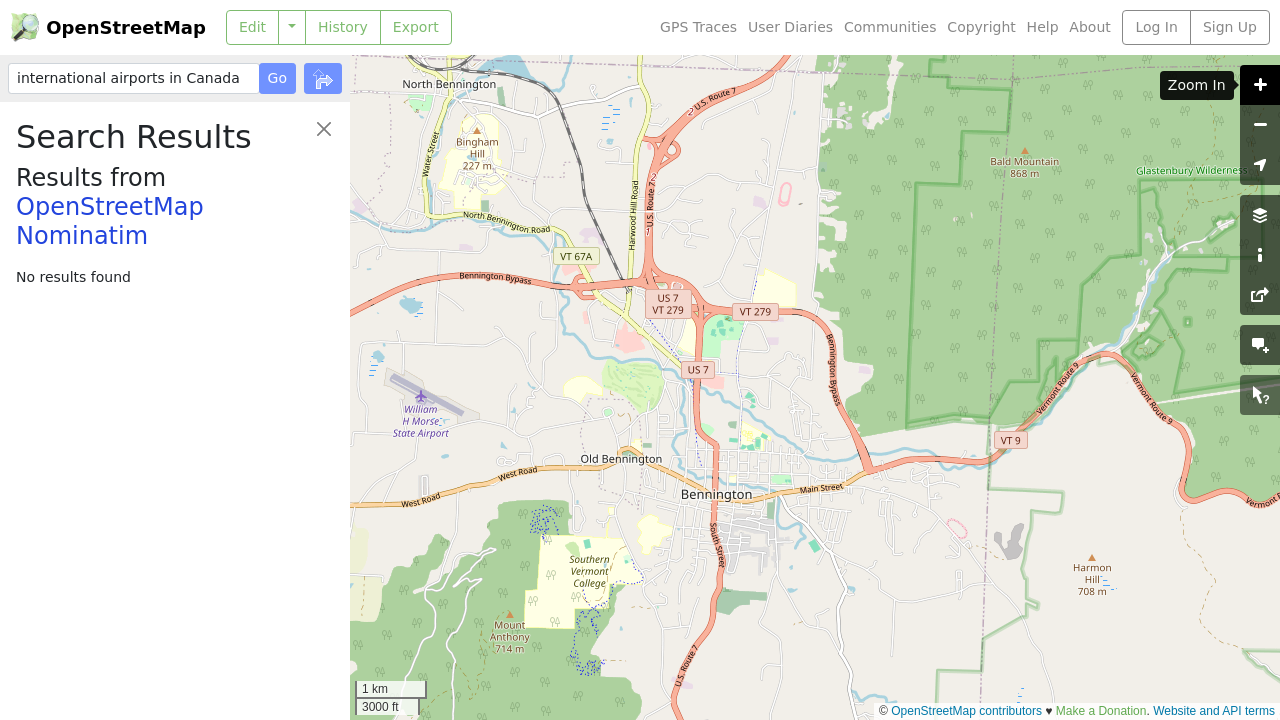 OpenStreetMap
Edit
History
Export
GPS Traces
User Diaries
Communities
Copyright
Help
About
Log In
Sign Up
international airports in Canada
Go
Search Results
Results from
OpenStreetMap
Nominatim
No results found
Zoom In
North Bennington
U.S. Route 7
Water Street
Bingham
Hill
227 m
Bald Mountain
868 m
Glastenbury Wilderness
Harwood Hill Road
U.S. Route 7
North Bennington Road
VT 67A
Bennington Bypass
US 7
VT 279
VT 279
Bennington Bypass
US 7
William
H Morse
State Airport
Vermont Route 9
Vermont Route 9
VT 9
Old Bennington
West Road
West Road
Bennington
Main Street
South Street
Vermont
Southern
Vermont
College
Harmon
Hill
708 m
Mount
Anthony
714 m
U.S. Route 7
1 km
3000 ft
© OpenStreetMap contributors ♥ Make a Donation. Website and API terms